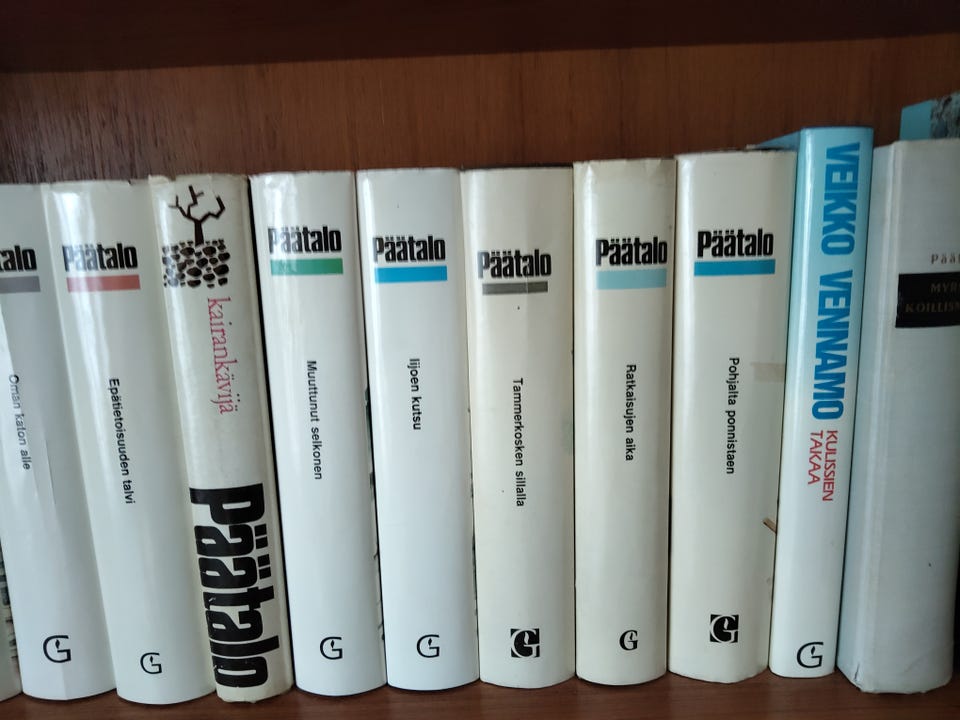 Päätalo
Oman katon alle
Päätalo
Epätietoisuuden talvi
kairankävijä
Päätalo
Päätalo
Muuttunut selkonen
Päätalo
Iijoen kutsu
Päätalo
Tammerkosken sillalla
Päätalo
Ratkaisujen aika
Päätalo
Pohjalta ponnistaen
VEIKKO VENNAMO
KULISSIEN
TAKAA